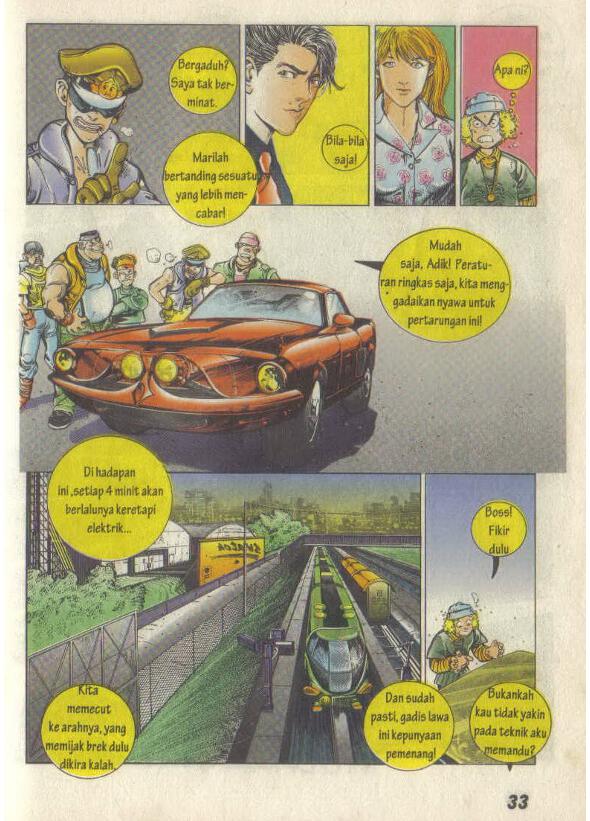 Bergaduh?
Saya tak ber-
minat.
Marilah
bertanding sesuatu
yang lebih men-
cabar!
Bila-bila
saja!
Apa ni?
Mudah
saja, Adik! Peratu-
ran ringkas saja, kita meng-
gadaikan nyawa untuk
pertarungan ini!
Di hadapan
ini ,setiap 4 minit akan
berlalunya keretapi
elektrik...
Boss!
Fikir
dulu
Kita
memecut
ke arahnya, yang
memijak brek dulu
dikira kalah.
Dan sudah
pasti, gadis lawa
ini kepunyaan
pemenang!
Bukankah
kau tidak yakin
pada teknik aku
memandu?
33